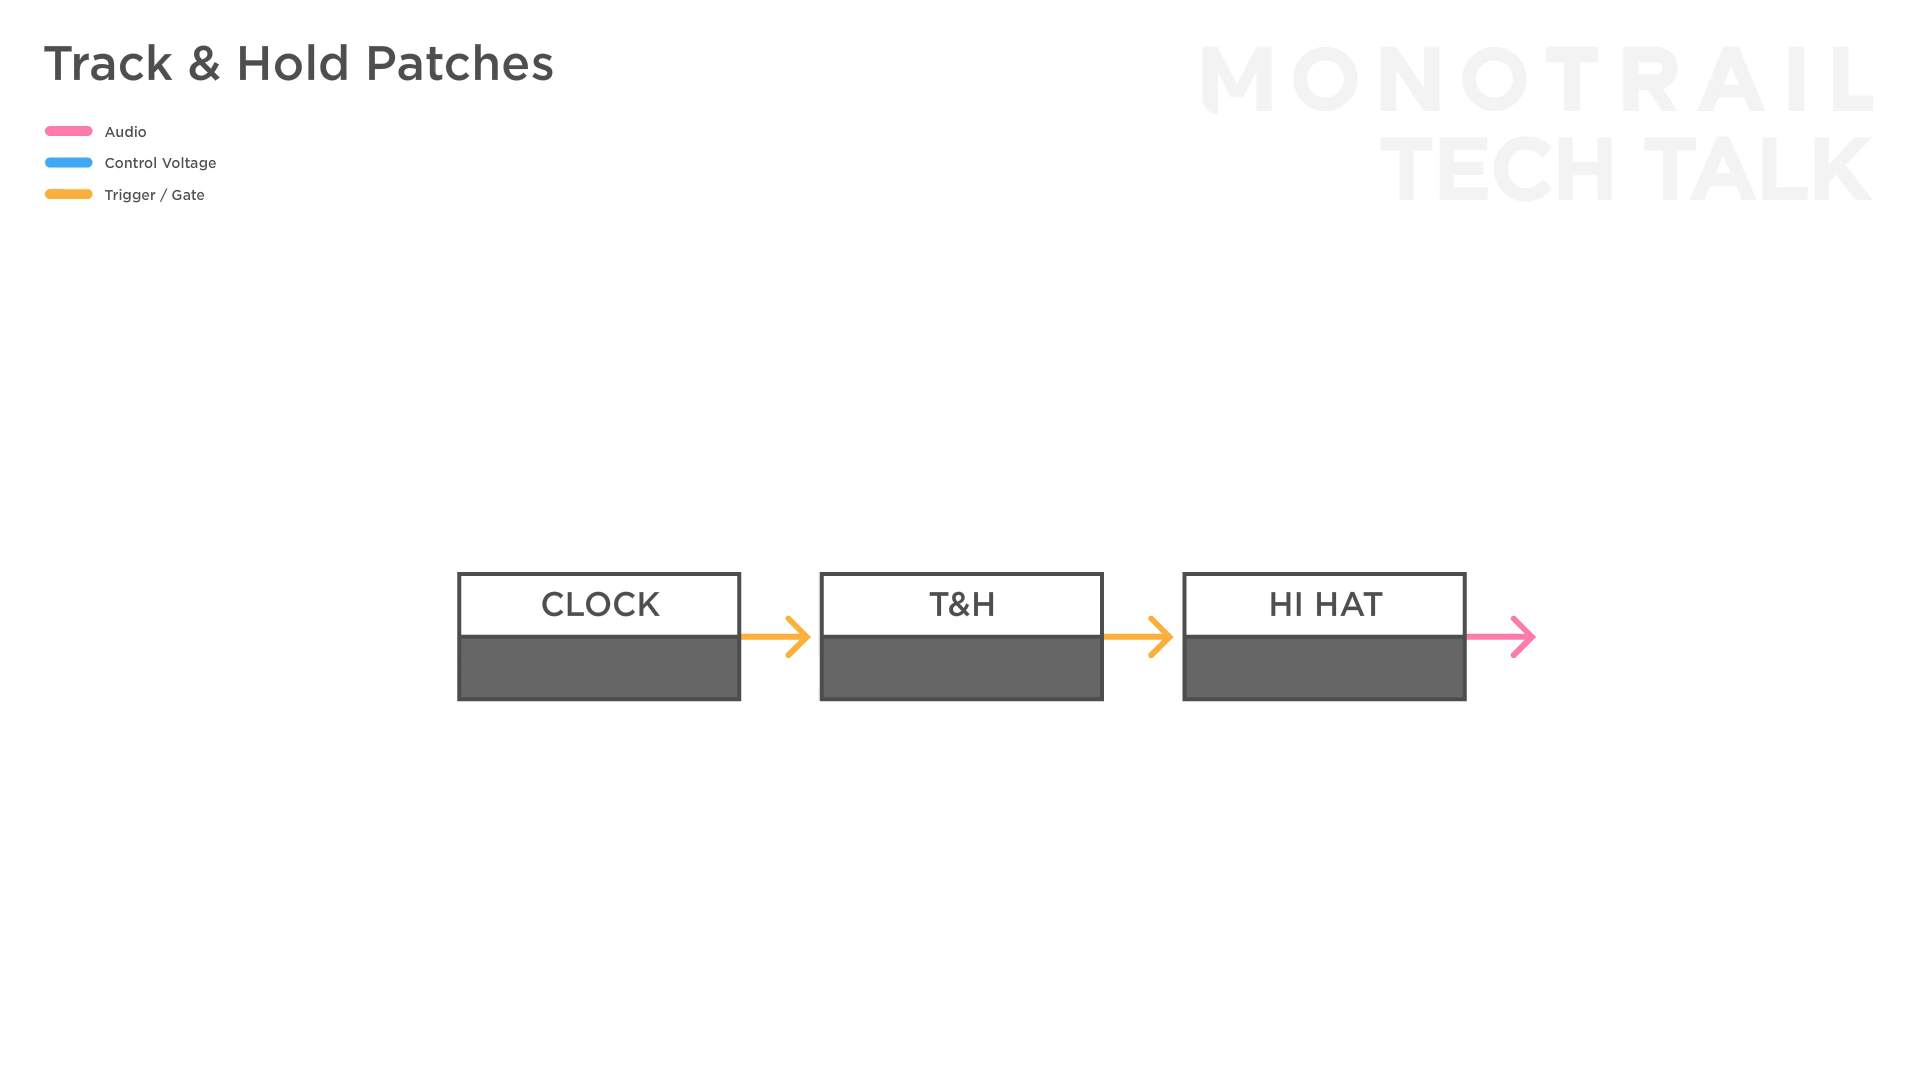 Track & Hold Patches
MONOTRAIL
TECH TALK
Audio
Control Voltage
Trigger / Gate
CLOCK
T&H
HI HAT